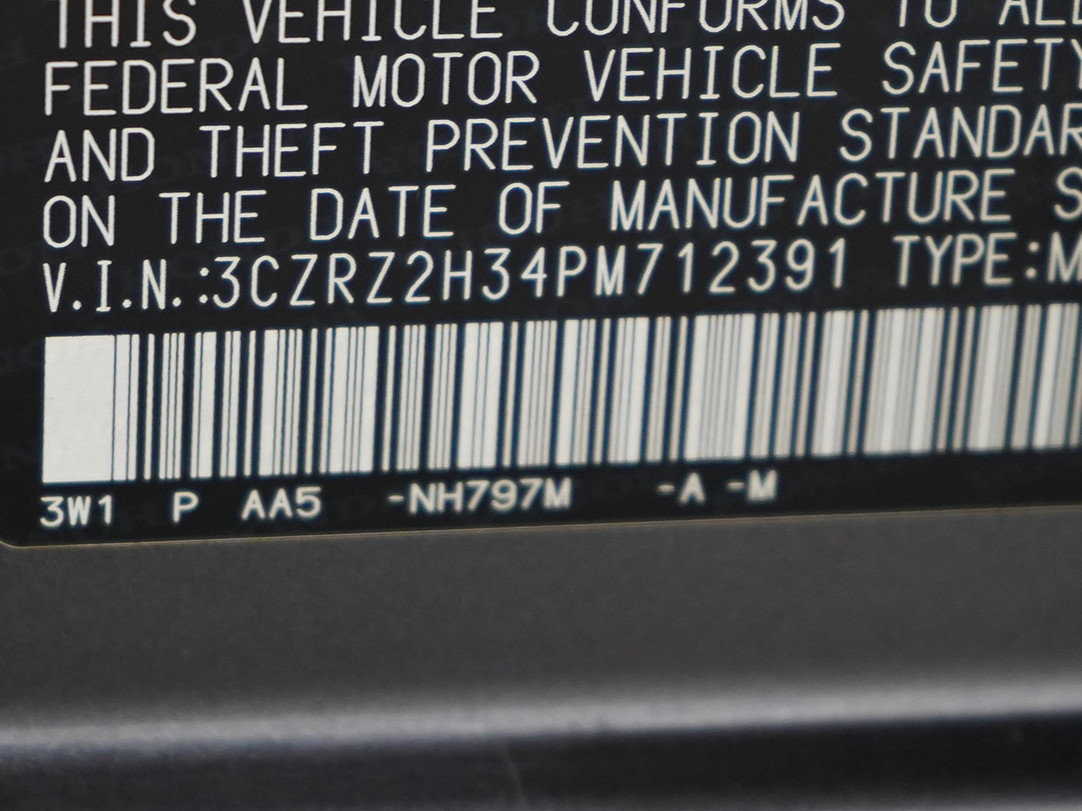 THIS VEHICLE CONFORMS TO ALL
FEDERAL MOTOR VEHICLE SAFETY
AND THEFT PREVENTION STANDAR
ON THE DATE OF MANUFACTURE S
V.I.N.:3CZRZ2H34PM712391 TYPE:M
3W1 P AA5 -NH797M -A -M